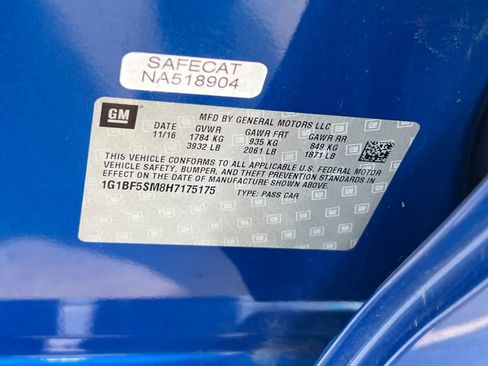 SAFECAT
NA518904
GM
MFD BY GENERAL MOTORS LLC
11/16 GVWR GAWR FRT GAWR RR
1784 KG 935 KG 849 KG
3932 LB 2061 LB 1871 LB
THIS VEHICLE CONFORMS TO ALL APPLICABLE U.S. FEDERAL MOTOR
VEHICLE SAFETY, BUMPER, AND THEFT PREVENTION STANDARDS IN
EFFECT ON THE DATE OF MANUFACTURE SHOWN ABOVE.
1G1BF5SM8H7175175 TYPE: PASS CAR